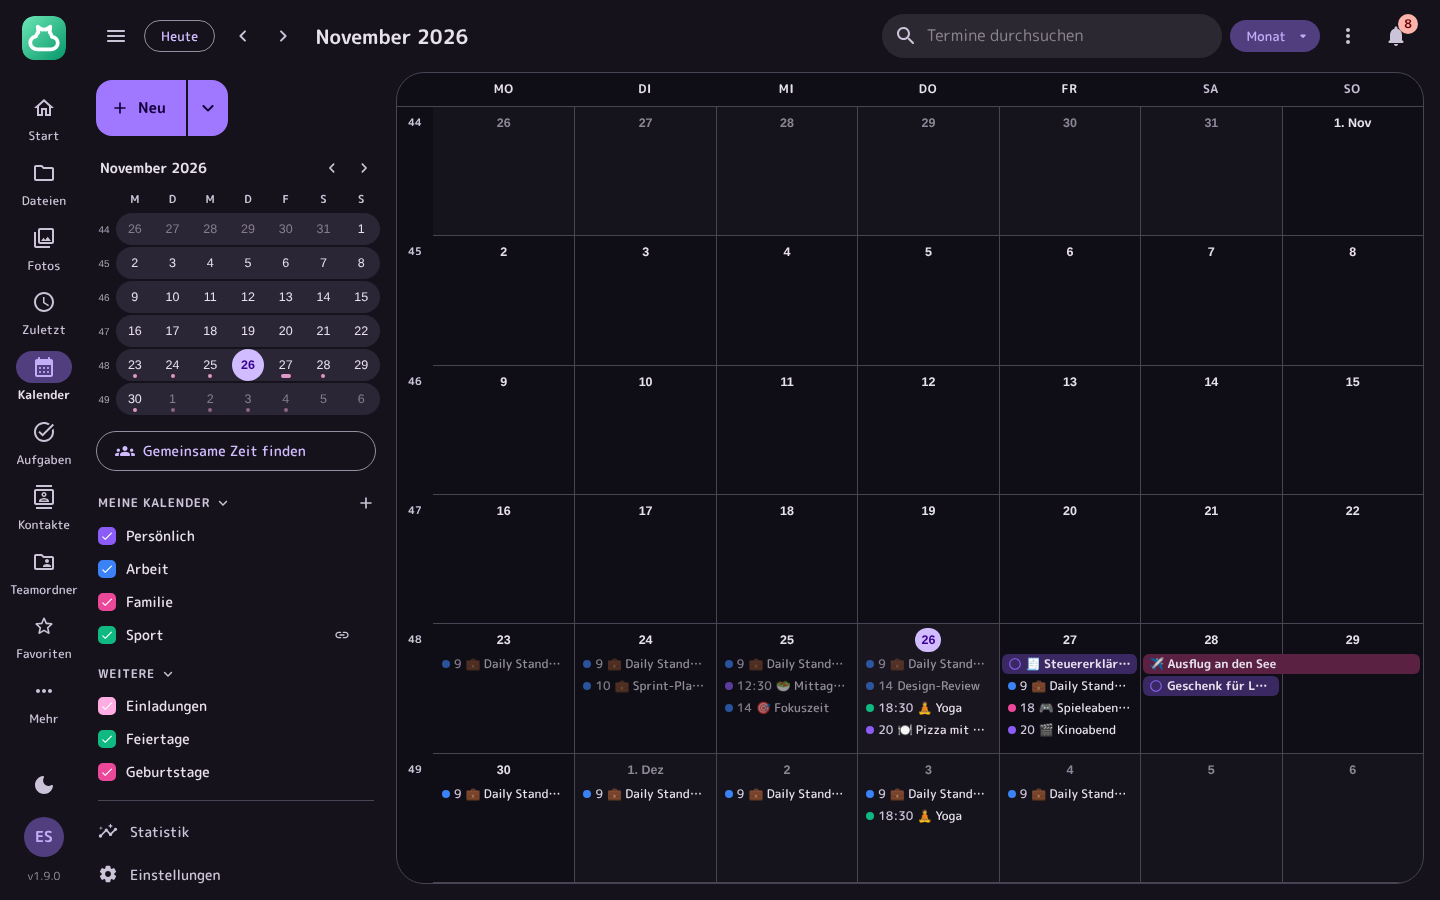 Heute
November 2026
Termine durchsuchen
Monat
8
Start
Dateien
Fotos
Zuletzt
Kalender
Aufgaben
Kontakte
Teamordner
Favoriten
Mehr
ES
v1.9.0
Neu
November 2026
M D M D F S S
44 26 27 28 29 30 31 1
45 2 3 4 5 6 7 8
46 9 10 11 12 13 14 15
47 16 17 18 19 20 21 22
48 23 24 25 26 27 28 29
49 30 1 2 3 4 5 6
Gemeinsame Zeit finden
MEINE KALENDER
Persönlich
Arbeit
Familie
Sport
WEITERE
Einladungen
Feiertage
Geburtstage
Statistik
Einstellungen
MO DI MI DO FR SA SO
44 26 27 28 29 30 31 1. Nov
45 2 3 4 5 6 7 8
46 9 10 11 12 13 14 15
47 16 17 18 19 20 21 22
48 23 24 25 26 27 28 29
9 💼 Daily Stand···
9 💼 Daily Stand···
10 💼 Sprint-Pla···
9 💼 Daily Stand···
12:30 🥗 Mittag···
14 🎯 Fokuszeit
9 💼 Daily Stand···
14 Design-Review
18:30 🧘 Yoga
20 🍽️ Pizza mit ···
🧾 Steuererklär···
9 💼 Daily Stand···
18 🎮 Spieleaben···
20 🎬 Kinoabend
✈️ Ausflug an den See
Geschenk für L···
49 30 1. Dez 2 3 4 5 6
9 💼 Daily Stand···
9 💼 Daily Stand···
9 💼 Daily Stand···
9 💼 Daily Stand···
18:30 🧘 Yoga
9 💼 Daily Stand···